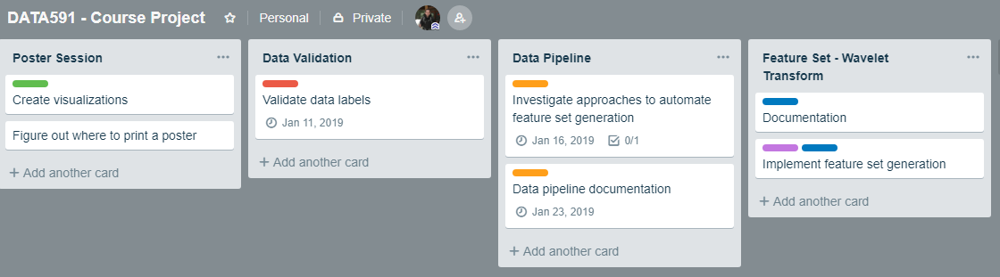 DATA591 - Course Project
Personal
Private
Poster Session
Create visualizations
Figure out where to print a poster
+ Add another card
Data Validation
Validate data labels
Jan 11, 2019
+ Add another card
Data Pipeline
Investigate approaches to automate
feature set generation
Jan 16, 2019 0/1
Data pipeline documentation
Jan 23, 2019
+ Add another card
Feature Set - Wavelet
Transform
Documentation
Implement feature set generation
+ Add another card